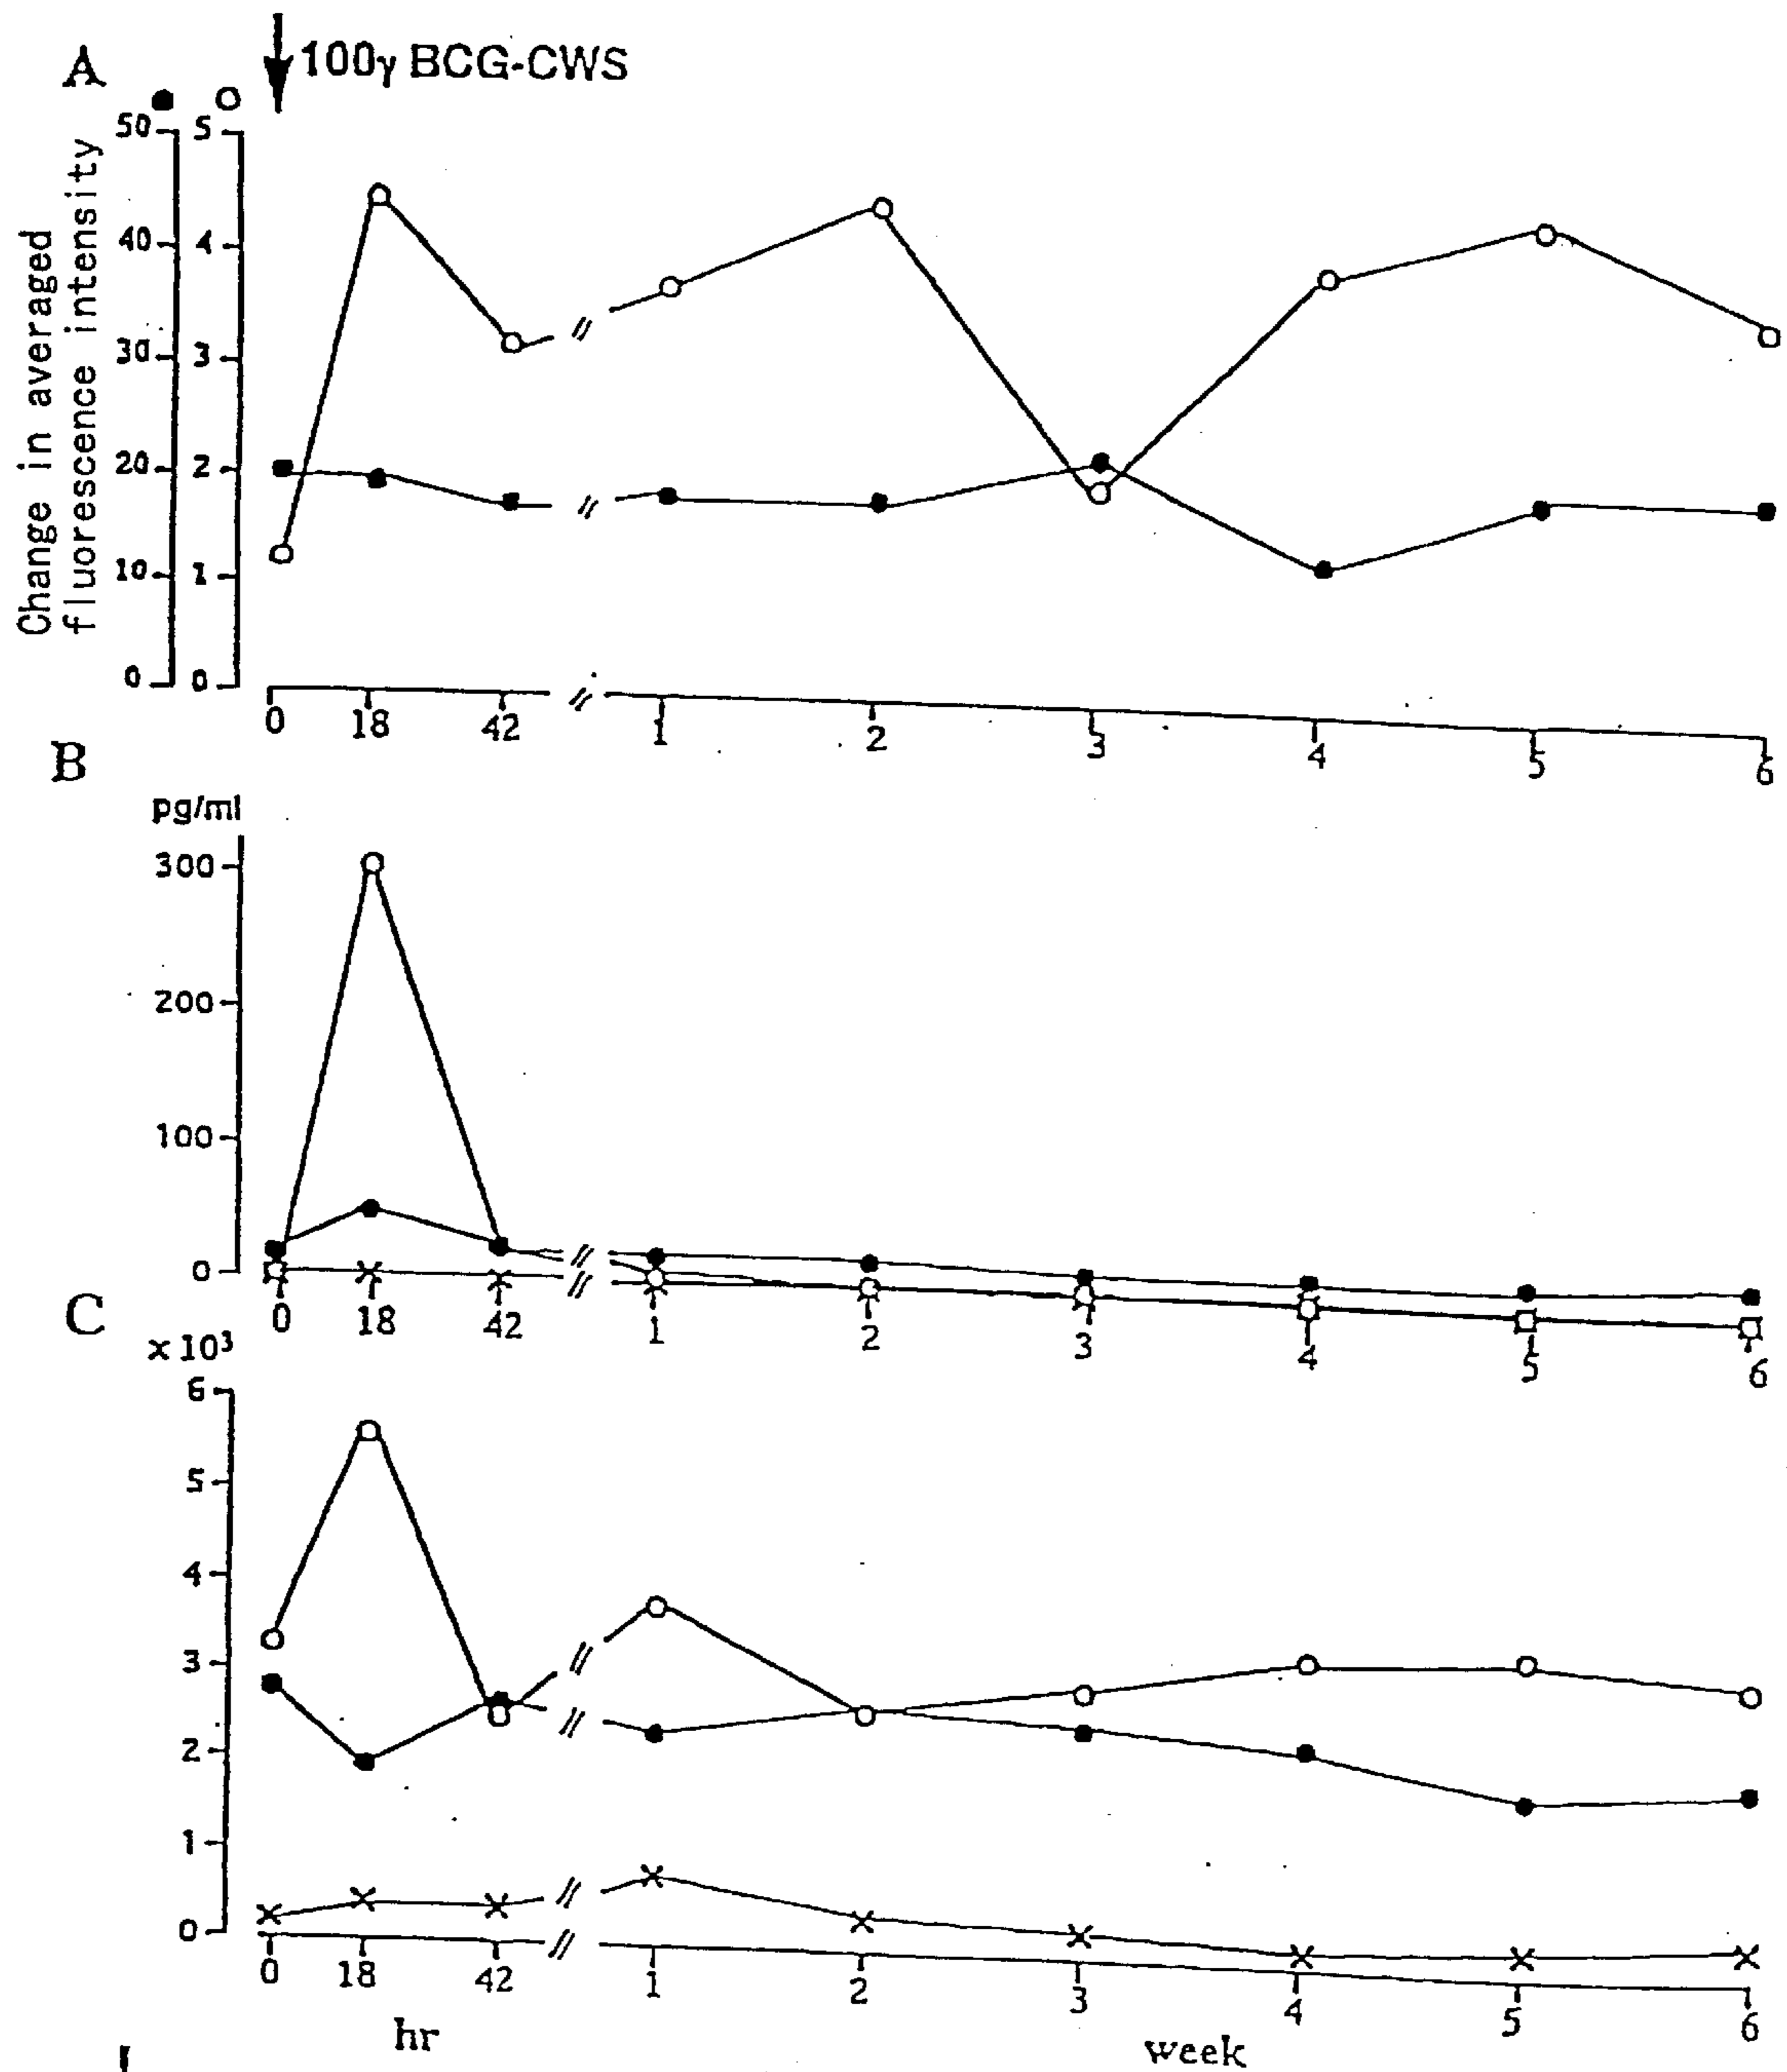 A
100γ BCG-CWS
Change in averaged
fluorescence intensity
50
40
30
20
10
0
5
4
3
2
1
0
0 18 42 1 2 3 4 5 6
B
pg/ml
300
200
100
0
0 18 42 1 2 3 4 5 6
C
x 10³
6
5
4
3
2
1
0
0 18 42 1 2 3 4 5 6
hr week